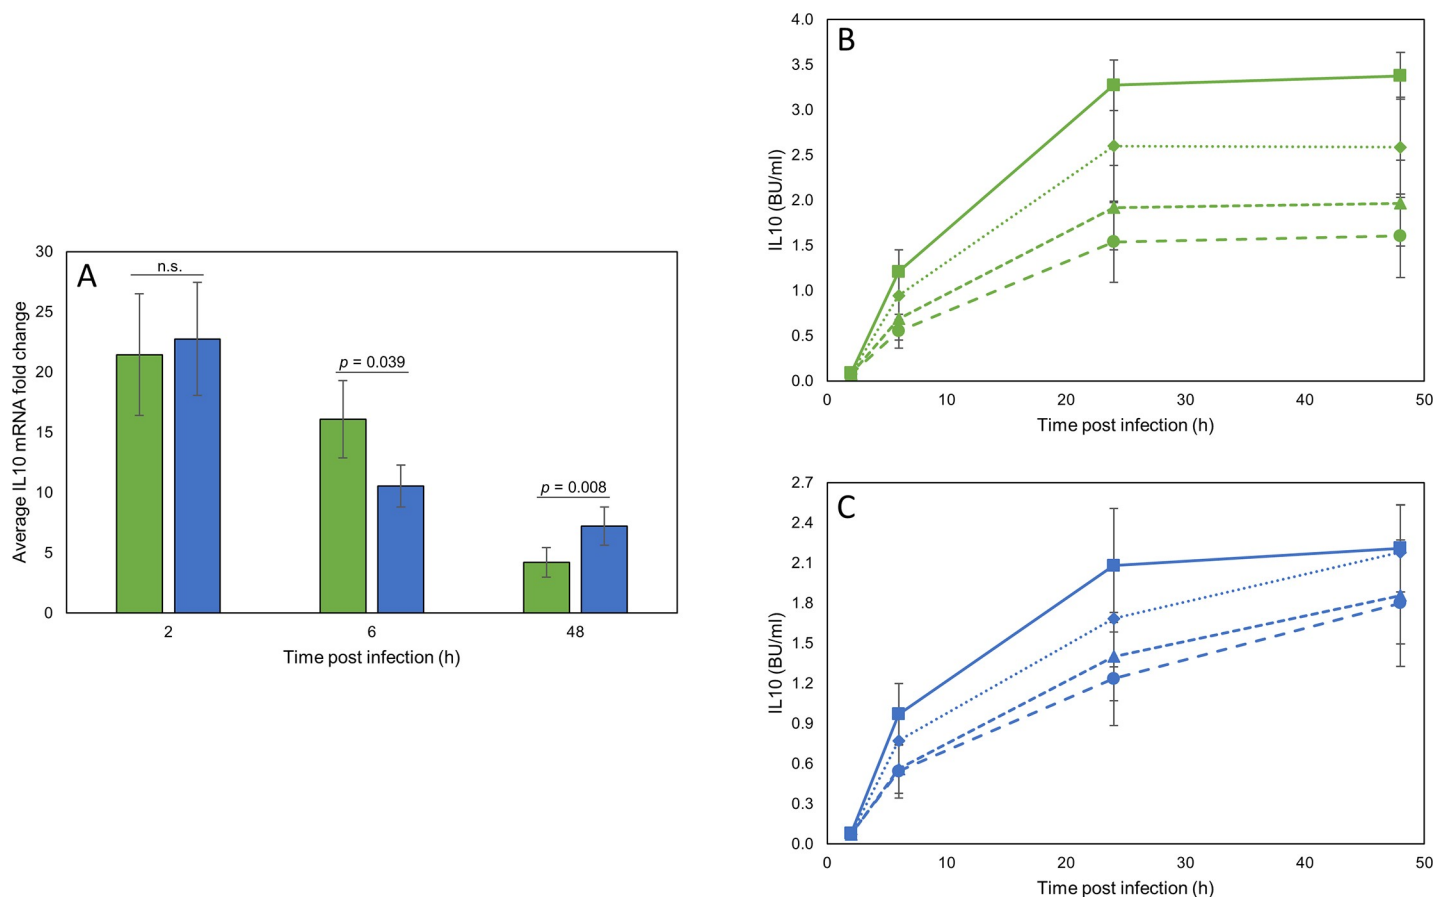 A
n.s.
p = 0.039
p = 0.008
30
25
20
15
10
5
0
Average IL10 mRNA fold change
2 6 48
Time post infection (h)
B
4.0
3.5
3.0
2.5
2.0
1.5
1.0
0.5
0.0
IL10 (BU/ml)
0 10 20 30 40 50
Time post infection (h)
C
2.7
2.4
2.1
1.8
1.5
1.2
0.9
0.6
0.3
0.0
IL10 (BU/ml)
0 10 20 30 40 50
Time post infection (h)